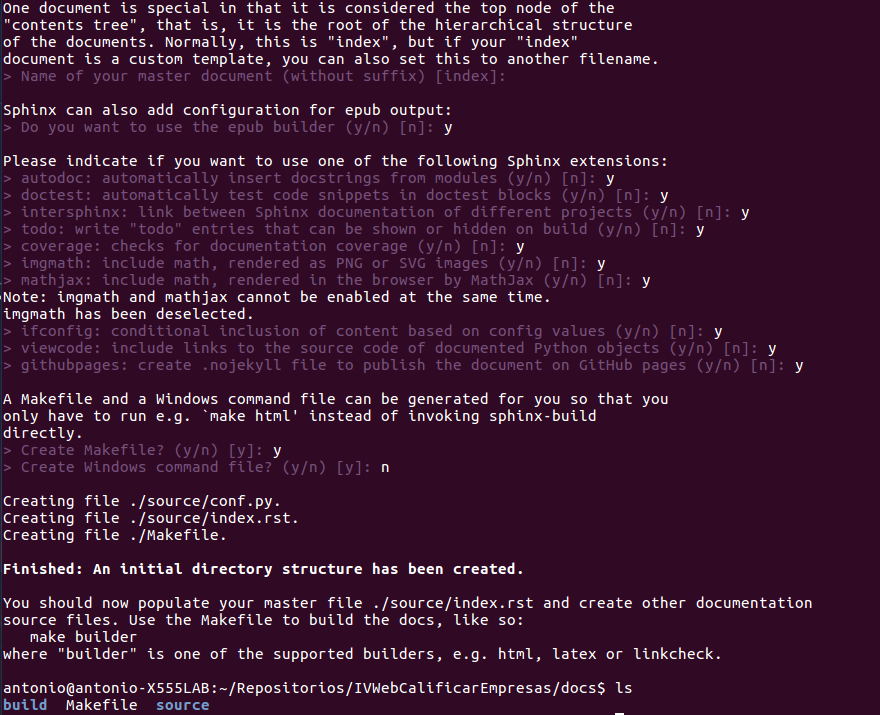 One document is special in that it is considered the top node of the
"contents tree", that is, it is the root of the hierarchical structure
of the documents. Normally, this is "index", but if your "index"
document is a custom template, you can also set this to another filename.
> Name of your master document (without suffix) [index]:
Sphinx can also add configuration for epub output:
> Do you want to use the epub builder (y/n) [n]: y
Please indicate if you want to use one of the following Sphinx extensions:
> autodoc: automatically insert docstrings from modules (y/n) [n]: y
> doctest: automatically test code snippets in doctest blocks (y/n) [n]: y
> intersphinx: link between Sphinx documentation of different projects (y/n) [n]: y
> todo: write "todo" entries that can be shown or hidden on build (y/n) [n]: y
> coverage: checks for documentation coverage (y/n) [n]: y
> imgmath: include math, rendered as PNG or SVG images (y/n) [n]: y
> mathjax: include math, rendered in the browser by MathJax (y/n) [n]: y
Note: imgmath and mathjax cannot be enabled at the same time.
imgmath has been deselected.
> ifconfig: conditional inclusion of content based on config values (y/n) [n]: y
> viewcode: include links to the source code of documented Python objects (y/n) [n]: y
> githubpages: create .nojekyll file to publish the document on GitHub pages (y/n) [n]: y
A Makefile and a Windows command file can be generated for you so that you
only have to run e.g. `make html' instead of invoking sphinx-build
directly.
> Create Makefile? (y/n) [y]: y
> Create Windows command file? (y/n) [y]: n
Creating file ./source/conf.py.
Creating file ./source/index.rst.
Creating file ./Makefile.
Finished: An initial directory structure has been created.
You should now populate your master file ./source/index.rst and create other documentation
source files. Use the Makefile to build the docs, like so:
make builder
where "builder" is one of the supported builders, e.g. html, latex or linkcheck.
antonio@antonio-X555LAB:~/Repositorios/IVWebCalificarEmpresas/docs$ ls
build Makefile source